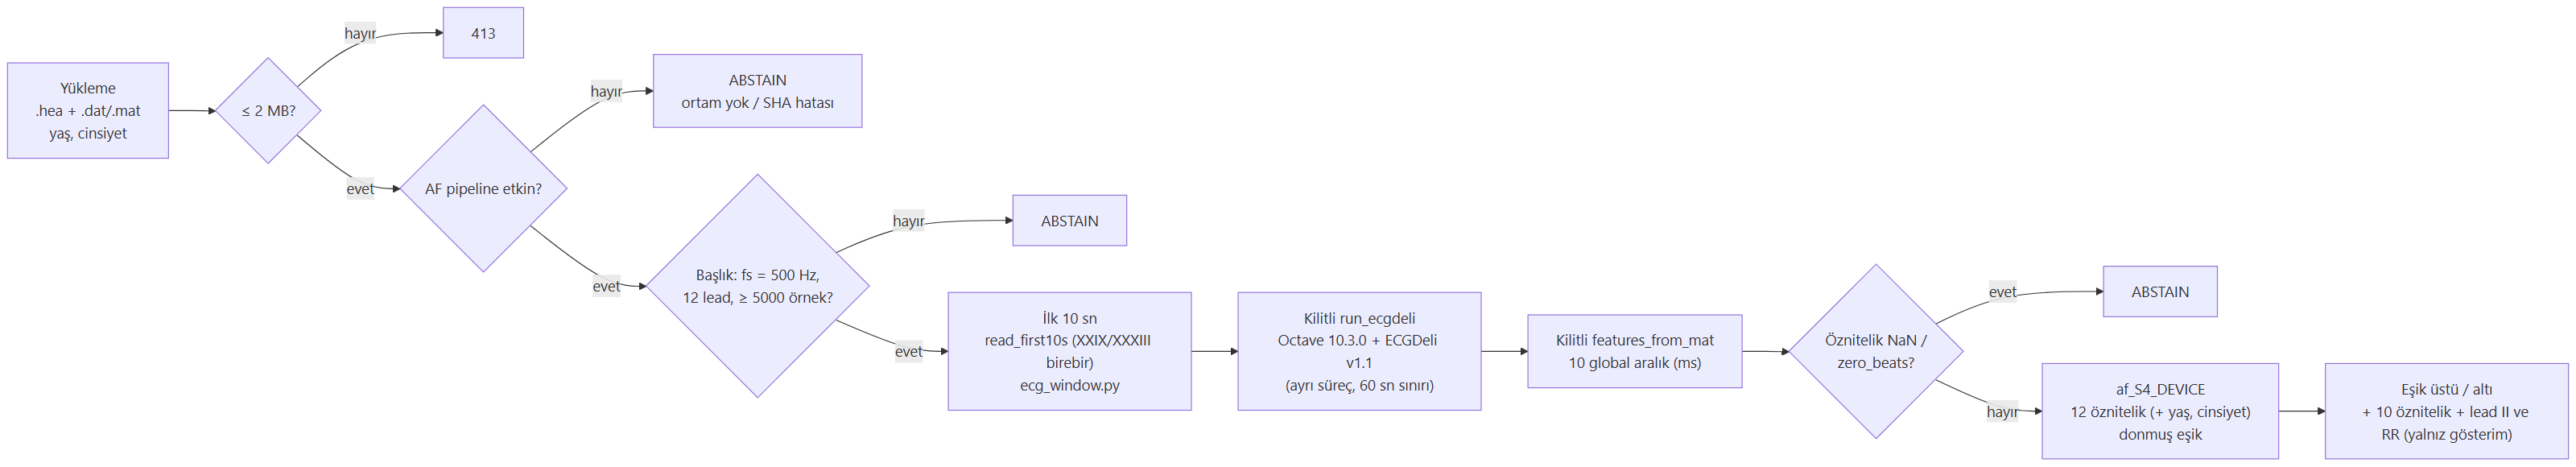 Yükleme
.hea + .dat/.mat
yaş, cinsiyet
≤ 2 MB?
hayır
413
evet
AF pipeline etkin?
hayır
ABSTAIN
ortam yok / SHA hatası
evet
Başlık: fs = 500 Hz,
12 lead, ≥ 5000 örnek?
hayır
ABSTAIN
evet
İlk 10 sn
read_first10s (XXIX/XXXIII
birebir)
ecg_window.py
Kilitli run_ecgdeli
Octave 10.3.0 + ECGDeli
v1.1
(ayrı süreç, 60 sn sınırı)
Kilitli features_from_mat
10 global aralık (ms)
Öznitelik NaN /
zero_beats?
evet
ABSTAIN
hayır
af_S4_DEVICE
12 öznitelik (+ yaş, cinsiyet)
donmuş eşik
Eşik üstü / altı
+ 10 öznitelik + lead II ve
RR (yalnız gösterim)